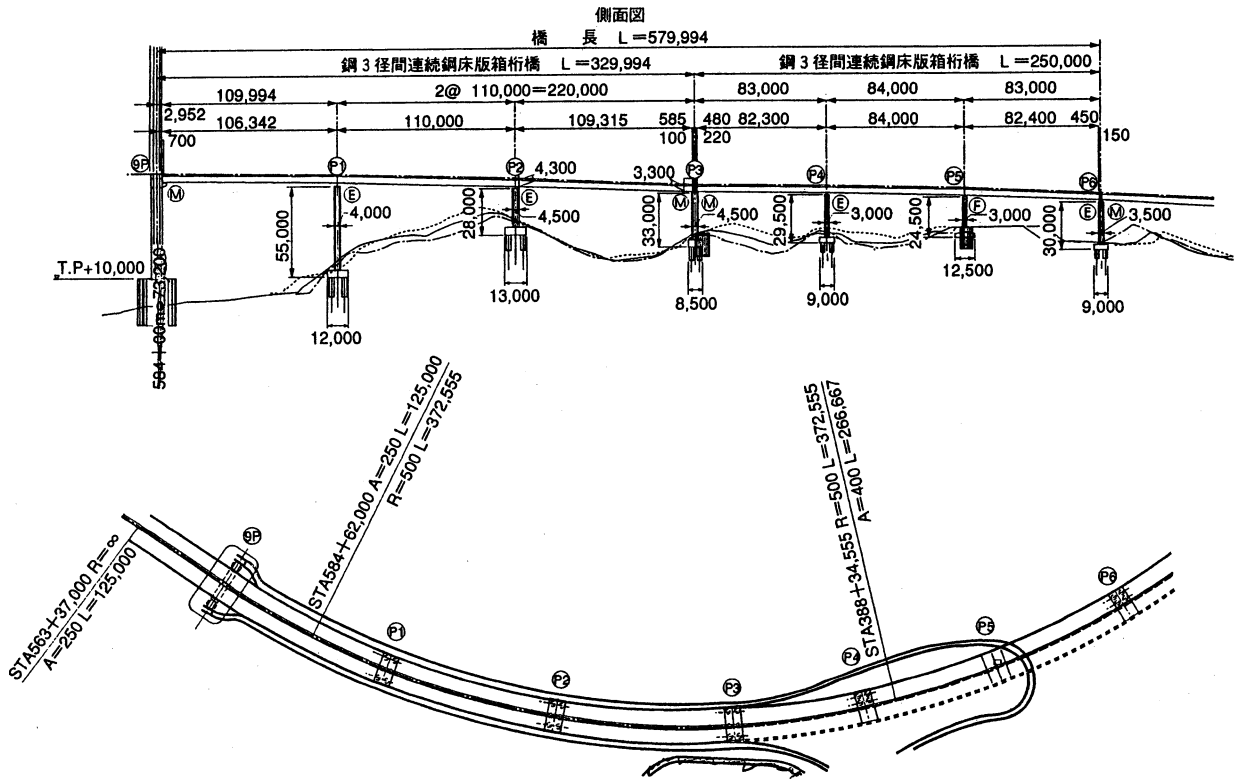 側面図
橋 長 L=579,994
鋼3径間連続鋼床版箱桁橋 L=329,994
鋼3径間連続鋼床版箱桁橋 L=250,000
109,994
2@ 110,000=220,000
83,000
84,000
83,000
2,952
106,342
110,000
109,315
585
480
82,300
84,000
82,400
450
700
100
220
150
9P
P1
P2
P3
P4
P5
P6
4,300
3,300
M
E
E
M
M
E
F
E
M
55,000
4,000
28,000
4,500
33,000
4,500
29,500
3,000
24,500
3,000
30,000
3,500
T.P+10,000
12,000
13,000
8,500
9,000
12,500
9,000
STA563+37,000 R=∞
A=250 L=125,000
STA584+62,000 A=250 L=125,000
R=500 L=372,555
STA388+34,555 R=500 L=372,555
A=400 L=266,667
9P
P1
P2
P3
P4
P5
P6